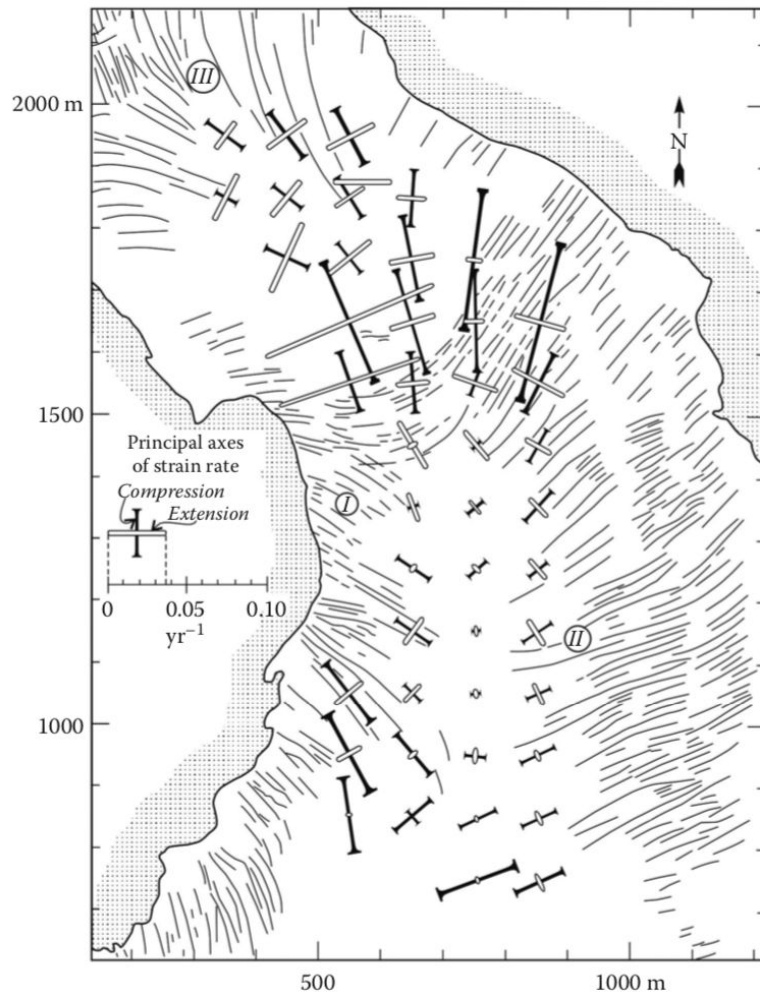 III
2000 m
N
1500
Principal axes
of strain rate
Compression
Extension
I
0 0.05 0.10
yr⁻¹
II
1000
500 1000 m